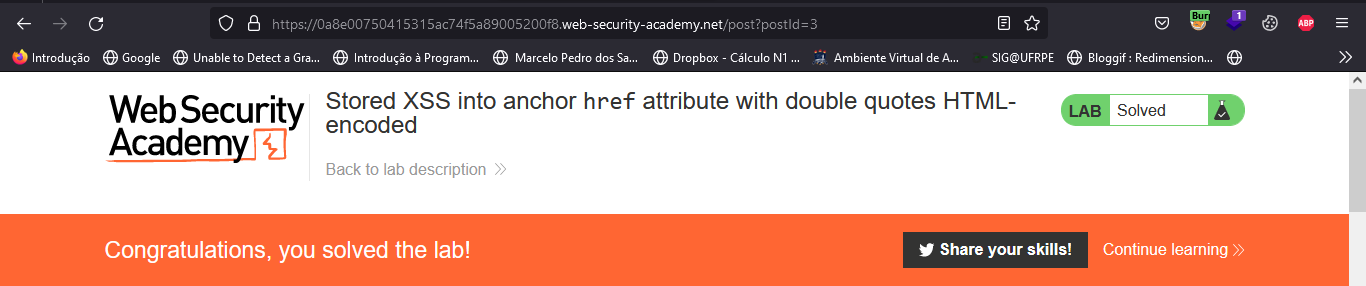 https://0a8e00750415315ac74f5a89005200f8.web-security-academy.net/post?postId=3
Bur
1
ABP
Introdução
Google
Unable to Detect a Gra...
Introdução à Program...
Marcelo Pedro dos Sa...
Dropbox - Cálculo N1 ...
Ambiente Virtual de A...
SIG@UFRPE
Bloggif : Redimension...
Web Security
Academy
Stored XSS into anchor href attribute with double quotes HTML-
encoded
Back to lab description
LAB Solved
Congratulations, you solved the lab!
Share your skills!
Continue learning